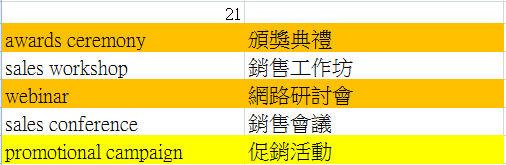 21
awards ceremony 頒獎典禮
sales workshop 銷售工作坊
webinar 網路研討會
sales conference 銷售會議
promotional campaign 促銷活動